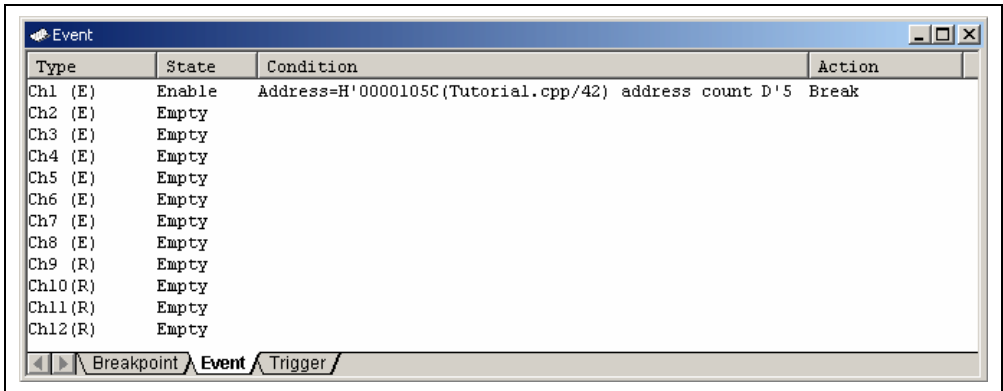 Event
Type State Condition Action
Ch1 (E) Enable Address=H'0000105C(Tutorial.cpp/42) address count D'5 Break
Ch2 (E) Empty
Ch3 (E) Empty
Ch4 (E) Empty
Ch5 (E) Empty
Ch6 (E) Empty
Ch7 (E) Empty
Ch8 (E) Empty
Ch9 (R) Empty
Ch10(R) Empty
Ch11(R) Empty
Ch12(R) Empty
Breakpoint Event Trigger